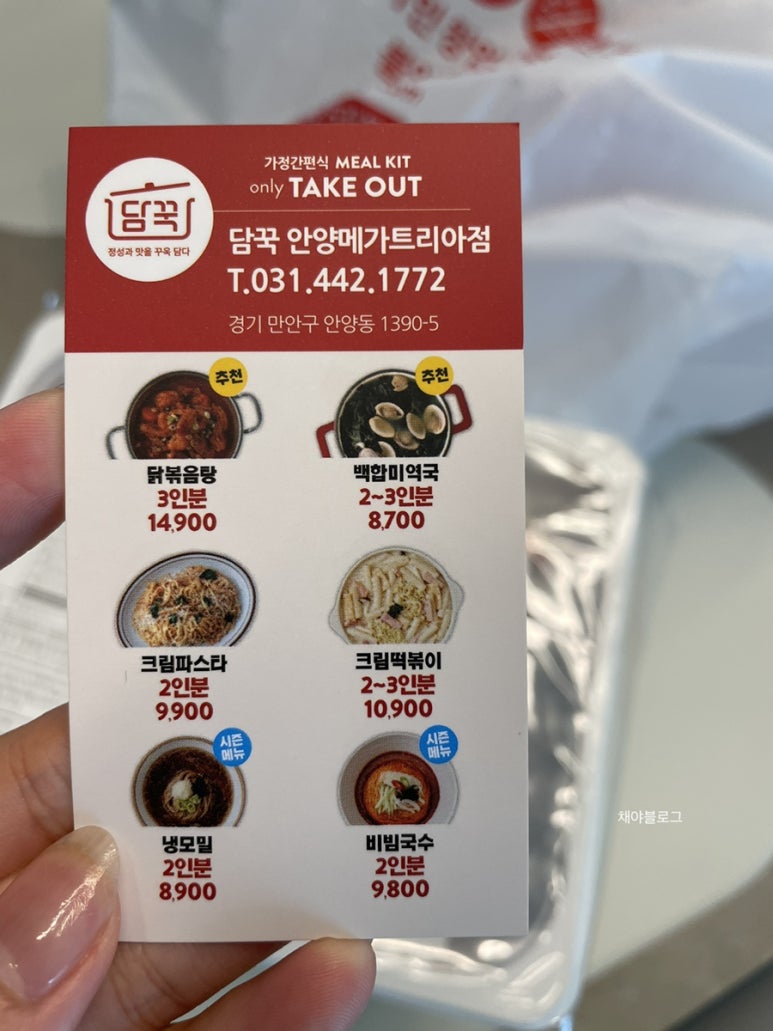 가정간편식 MEAL KIT
only TAKE OUT
담꾹
정성과 맛을 꾸욱 담다
담꾹 안양메가트리아점
T.031.442.1772
경기 만안구 안양동 1390-5
추천
추천
닭볶음탕
3인분
14,900
백합미역국
2~3인분
8,700
크림파스타
2인분
9,900
크림떡볶이
2~3인분
10,900
시즌
메뉴
시즌
메뉴
냉모밀
2인분
8,900
비빔국수
2인분
9,800
채야블로그